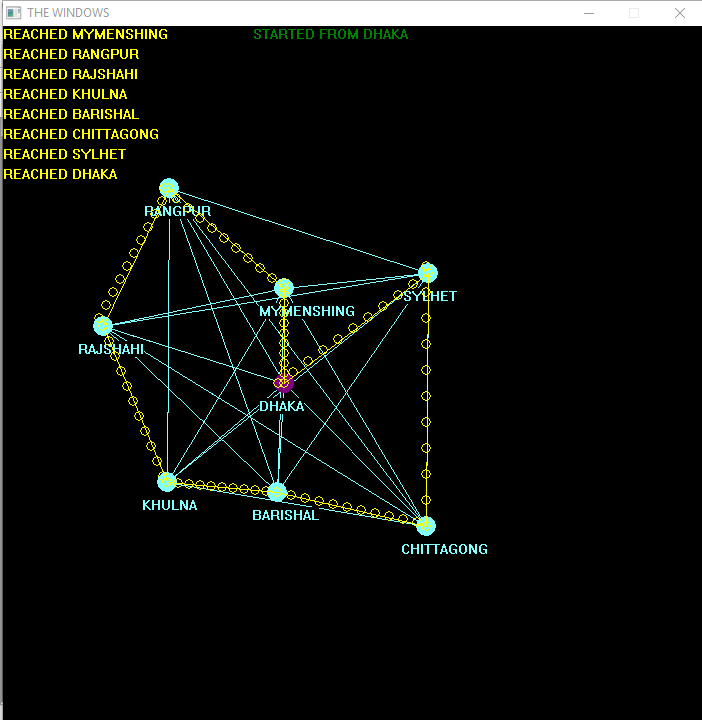 THE WINDOWS
REACHED MYMENSHING
STARTED FROM DHAKA
REACHED RANGPUR
REACHED RAJSHAHI
REACHED KHULNA
REACHED BARISHAL
REACHED CHITTAGONG
REACHED SYLHET
REACHED DHAKA
RANGPUR
SYLHET
MYMENSHING
RAJSHAHI
DHAKA
KHULNA
BARISHAL
CHITTAGONG